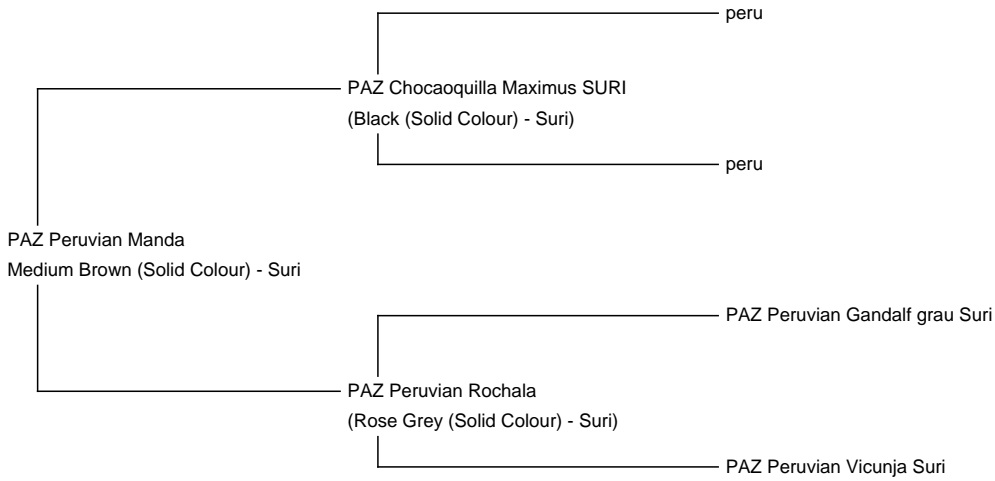 peru
PAZ Chocaoquilla Maximus SURI
(Black (Solid Colour) - Suri)
peru
PAZ Peruvian Manda
Medium Brown (Solid Colour) - Suri
PAZ Peruvian Gandalf grau Suri
PAZ Peruvian Rochala
(Rose Grey (Solid Colour) - Suri)
PAZ Peruvian Vicunja Suri